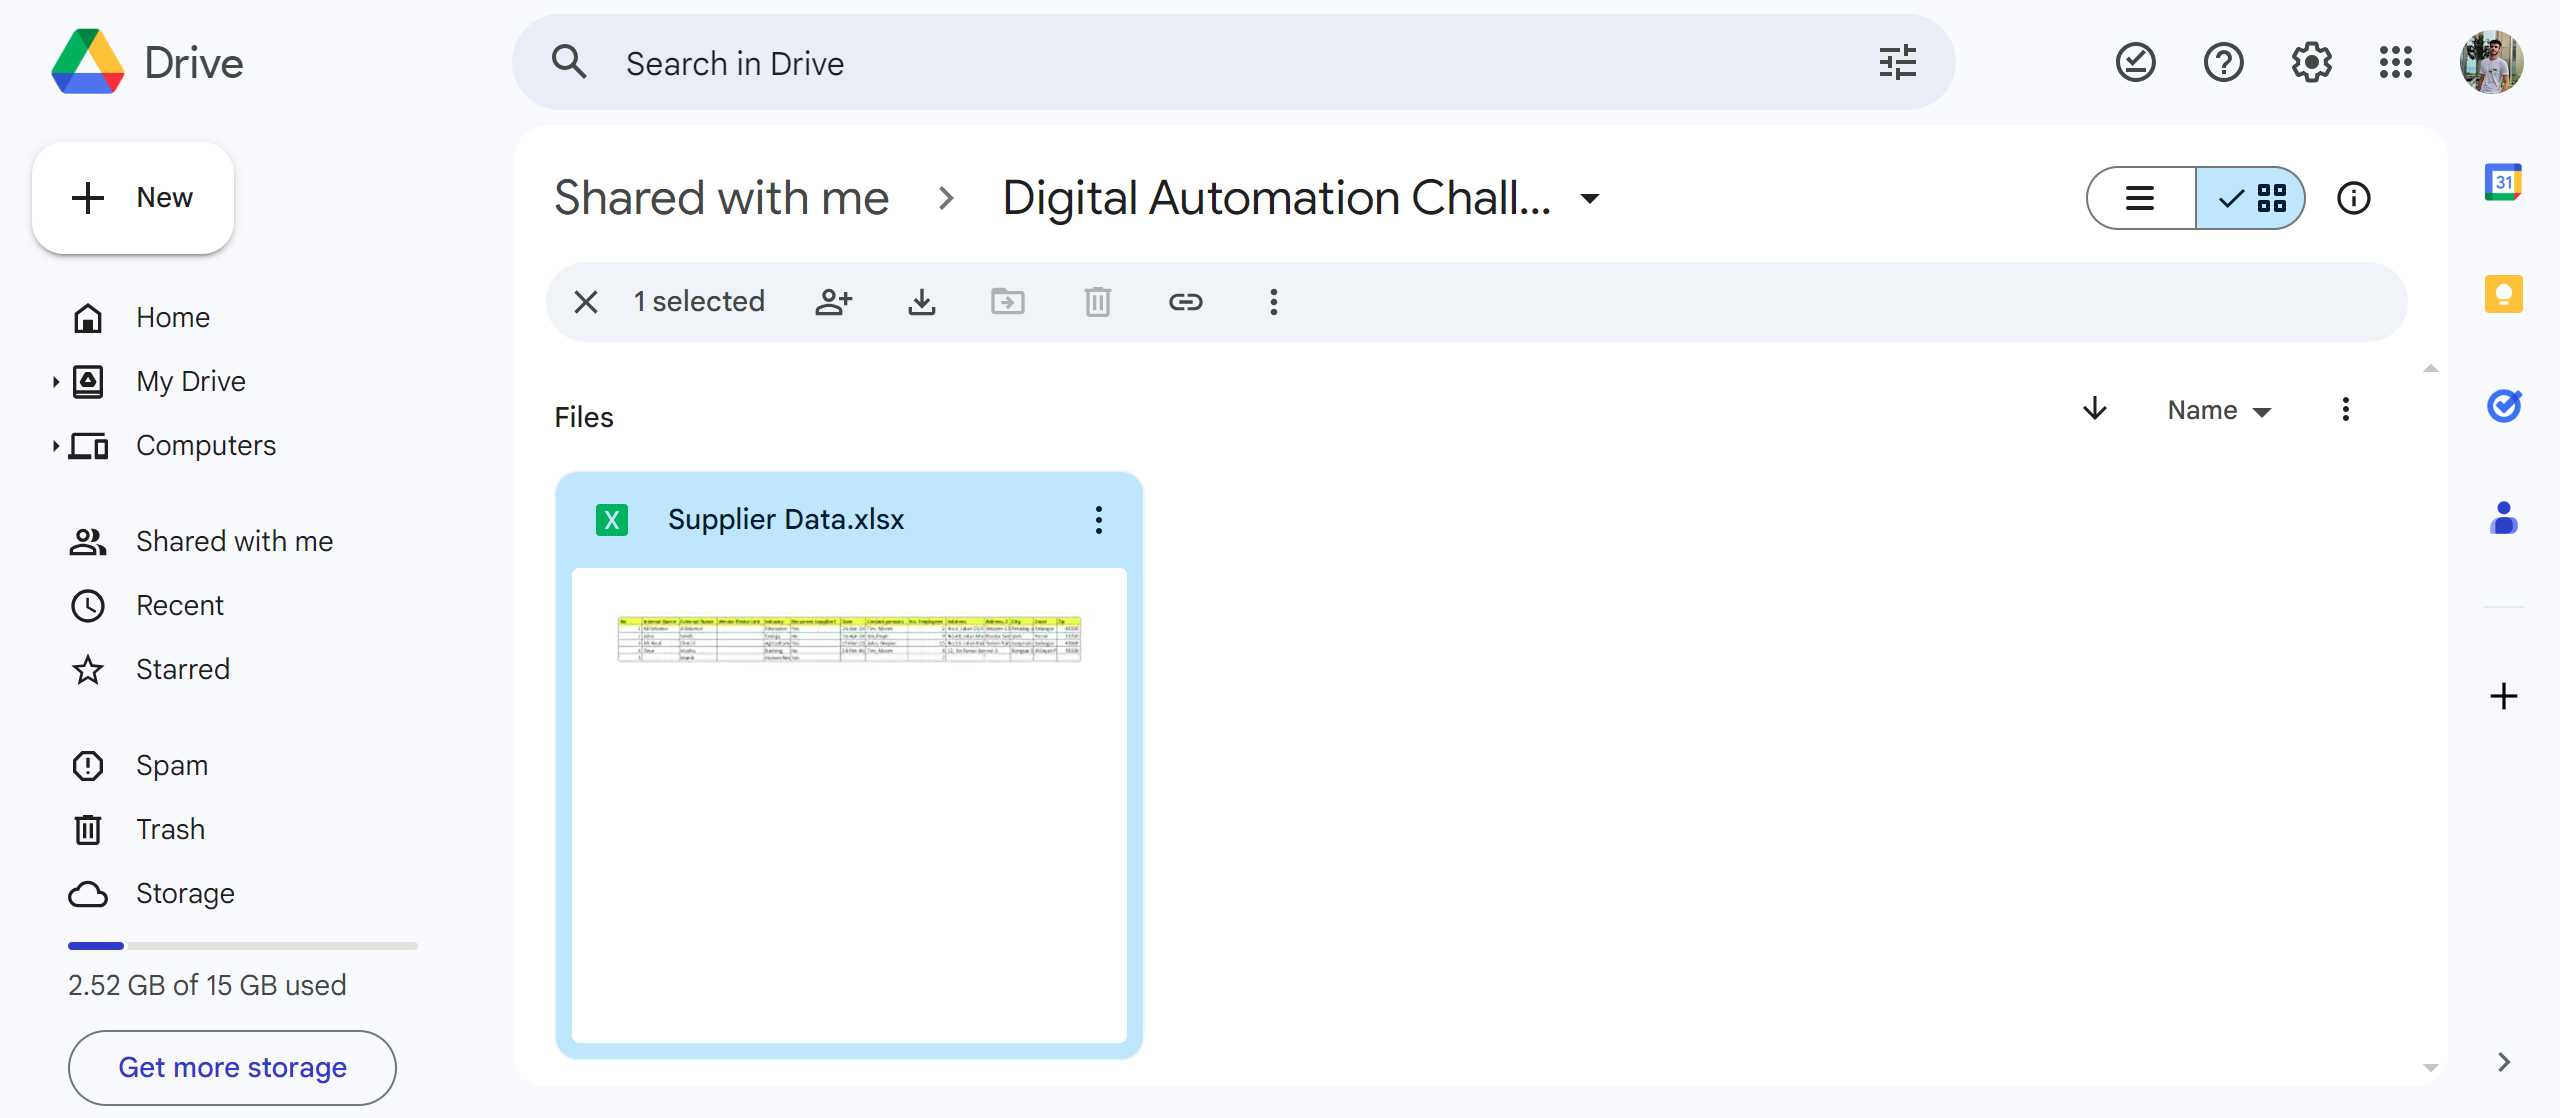 Drive
Search in Drive
New
Shared with me
Digital Automation Chall...
1 selected
Home
My Drive
Computers
Files
Name
Shared with me
Supplier Data.xlsx
X
31
Recent
Starred
Spam
Trash
Storage
2.52 GB of 15 GB used
Get more storage